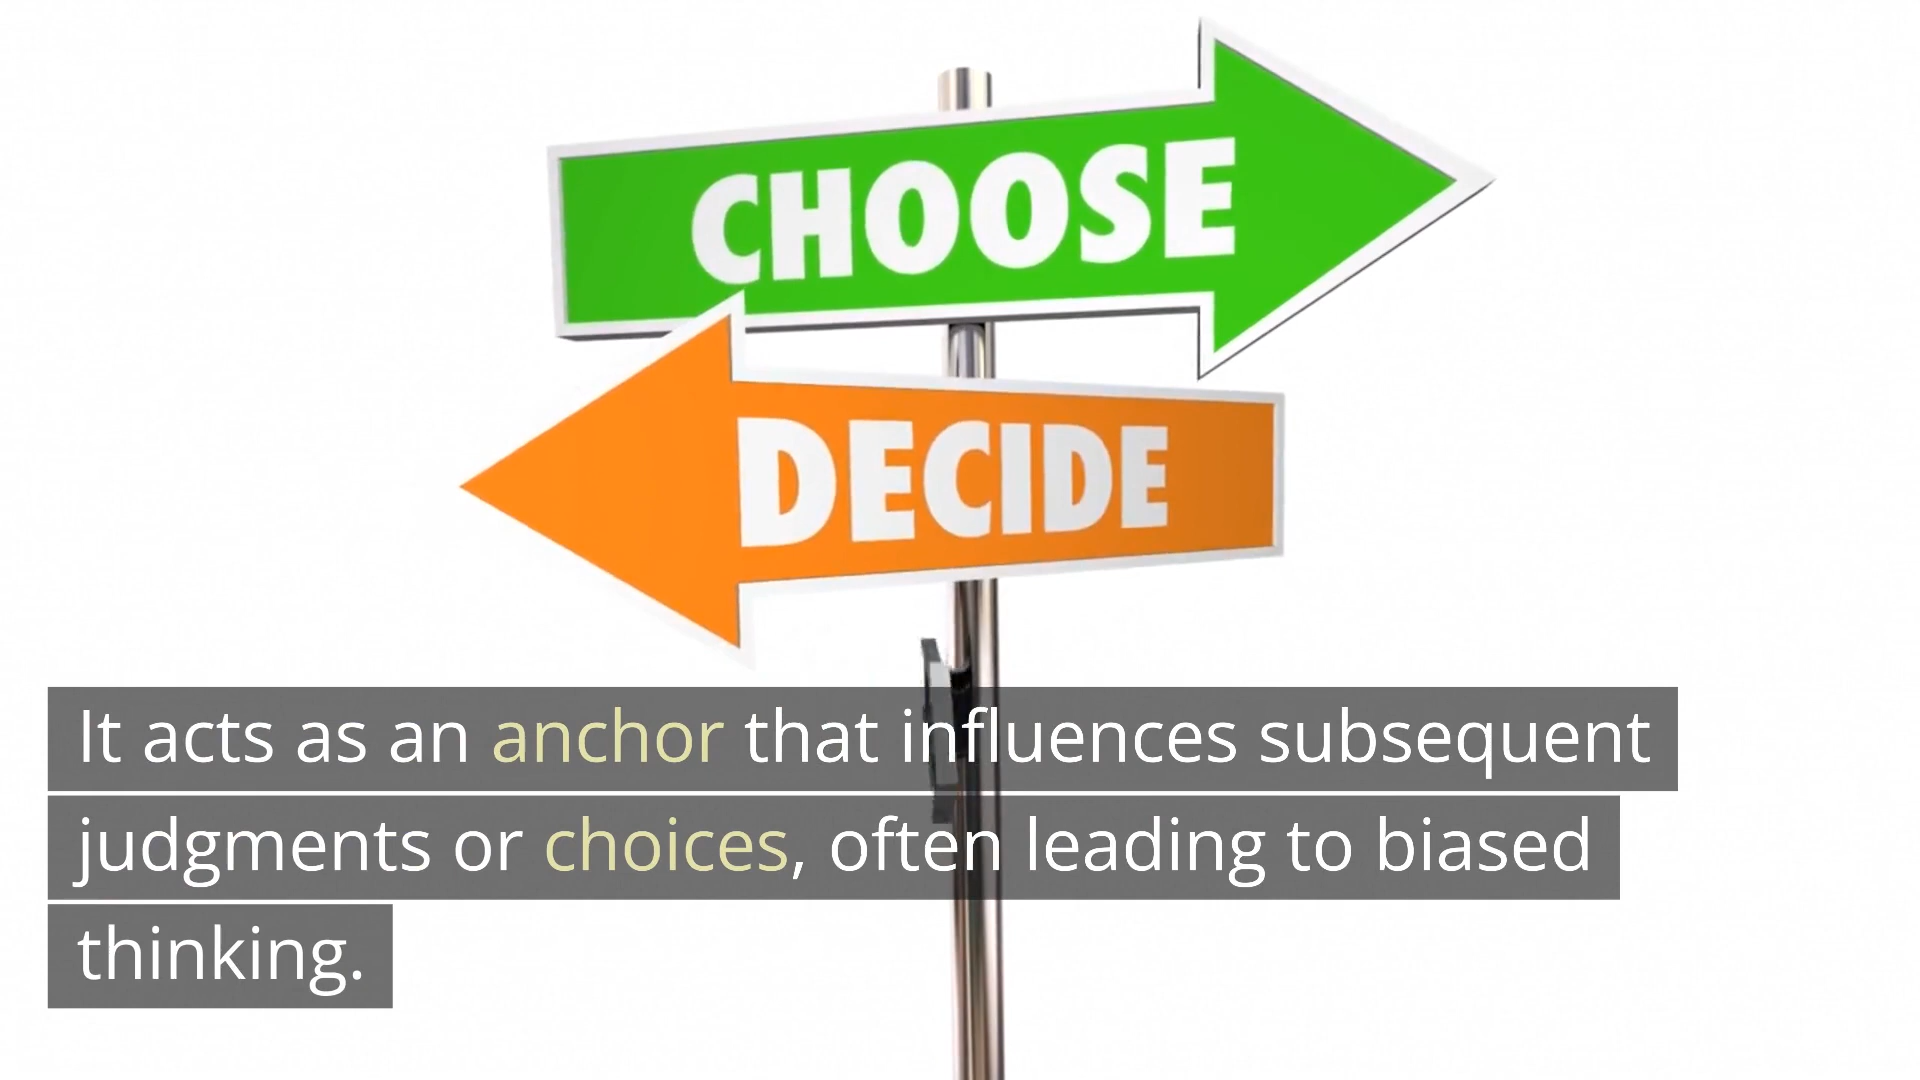 CHOOSE
DECIDE
It acts as an anchor that influences subsequent
judgments or choices, often leading to biased
thinking.